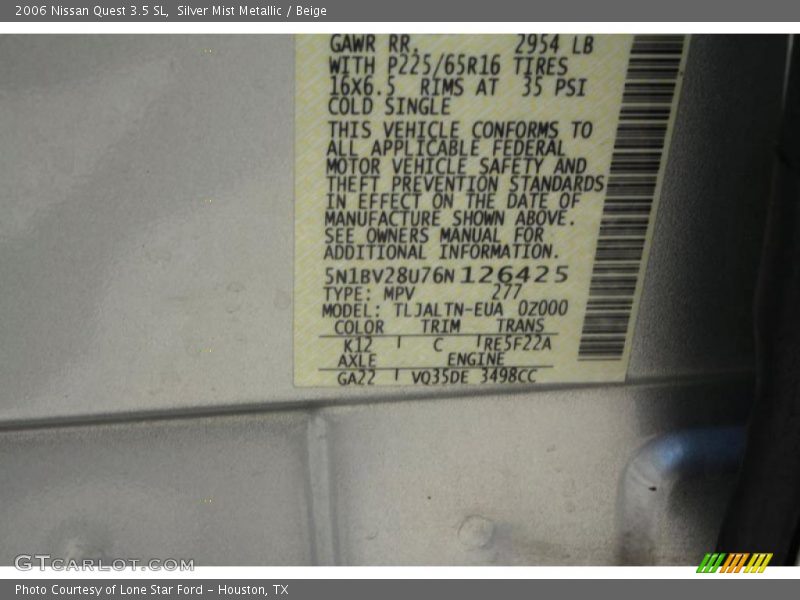 2006 Nissan Quest 3.5 SL,  Silver Mist Metallic / Beige
GAWR RR. 2954 LB
WITH P225/65R16 TIRES
16X6.5 RIMS AT 35 PSI
COLD SINGLE
THIS VEHICLE CONFORMS TO
ALL APPLICABLE FEDERAL
MOTOR VEHICLE SAFETY AND
THEFT PREVENTION STANDARDS
IN EFFECT ON THE DATE OF
MANUFACTURE SHOWN ABOVE.
SEE OWNERS MANUAL FOR
ADDITIONAL INFORMATION.
5N1BV28U76N126425
TYPE: MPV 277
MODEL: TLJALTN-EUA 0Z000
COLOR TRIM TRANS
K12 C RE5F22A
AXLE ENGINE
GA22 VQ35DE 3498CC
GTCARLOT.COM
Photo Courtesy of Lone Star Ford - Houston, TX